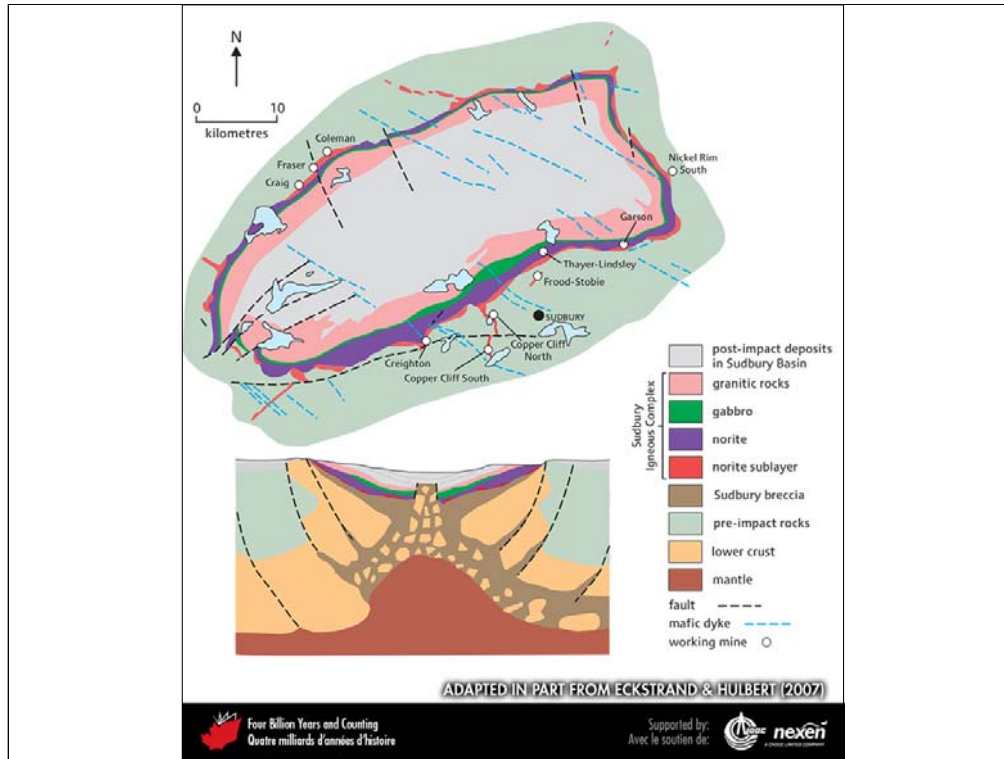 N
0 10
kilometres
Coleman
Fraser
Craig
Nickel Rim
South
Garson
Thayer-Lindsley
Frood-Stobie
SUDBURY
Copper Cliff
North
Creighton
Copper Cliff South
Sudbury
Igneous Complex
post-impact deposits
in Sudbury Basin
granitic rocks
gabbro
norite
norite sublayer
Sudbury breccia
pre-impact rocks
lower crust
mantle
fault
mafic dyke
working mine
ADAPTED IN PART FROM ECKSTRAND & HULBERT (2007)
Four Billion Years and Counting
Quatre milliards d'années d'histoire
Supported by:
Avec le soutien de:
nexen
A CNOOC LIMITED COMPANY